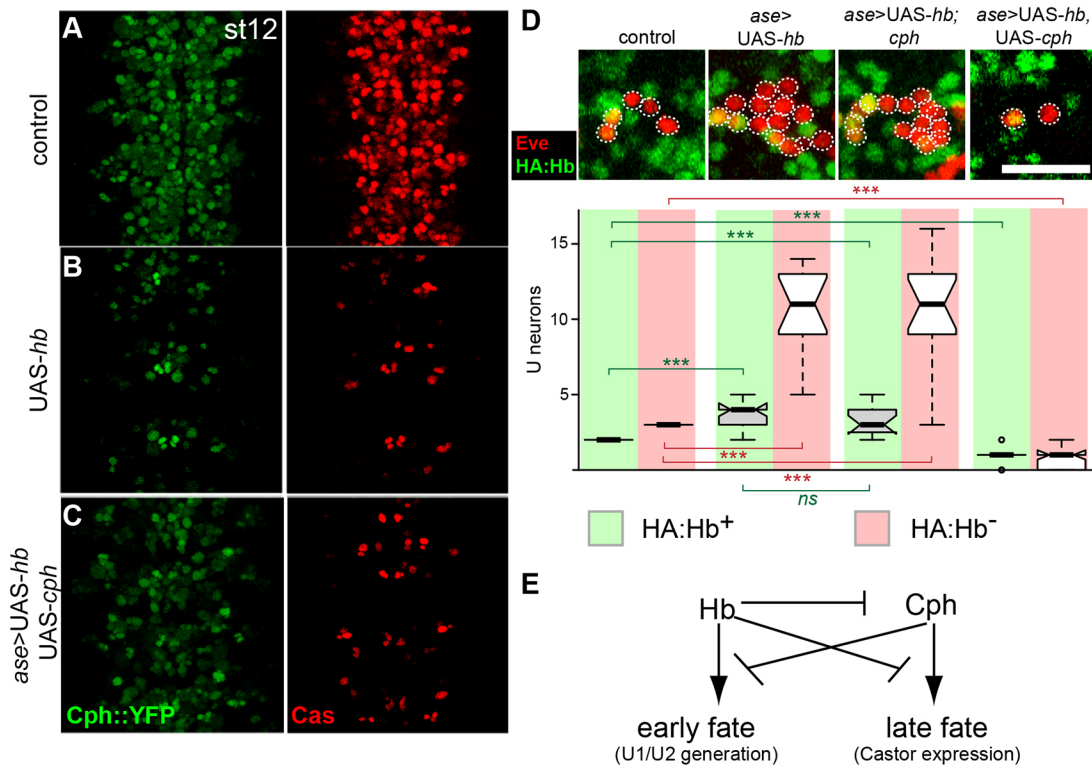 A
st12
control
B
UAS-hb
C
ase>UAS-hb
UAS-cph
Cph::YFP
Cas
D
control
ase>
UAS-hb
ase>UAS-hb;
cph
ase>UAS-hb,
UAS-cph
Eve
HA:Hb
***
***
***
***
***
***
ns
U neurons
15
10
5
HA:Hb+
HA:Hb-
E
Hb
Cph
early fate
(U1/U2 generation)
late fate
(Castor expression)